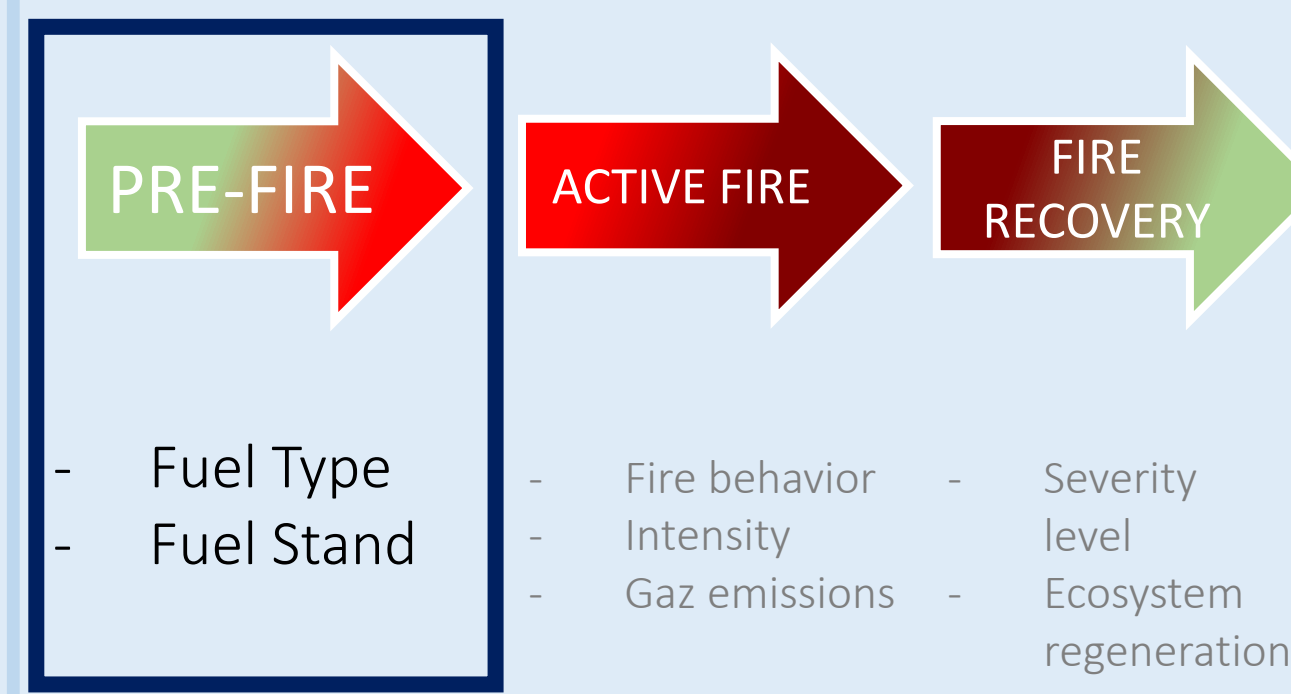 PRE-FIRE
- Fuel Type
- Fuel Stand
ACTIVE FIRE
- Fire behavior
- Intensity
- Gaz emissions
FIRE
RECOVERY
- Severity
level
- Ecosystem
regeneration